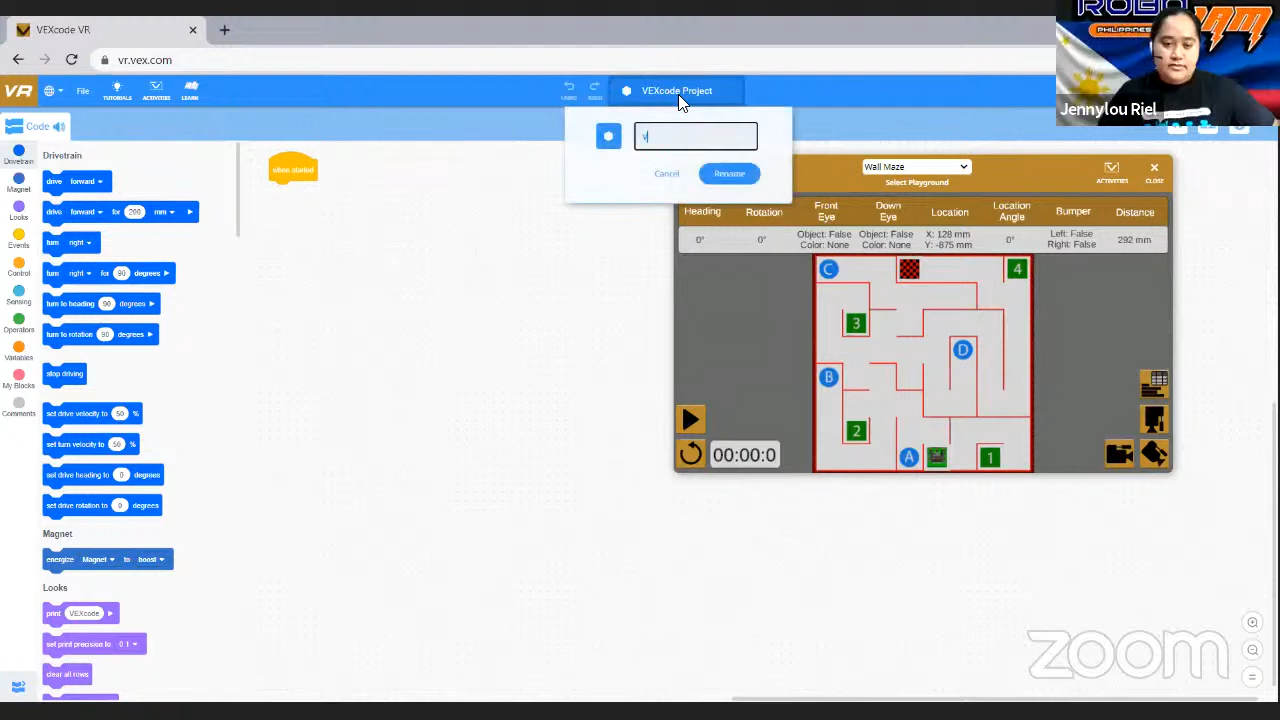 VEXcode VR
vr.vex.com
ROBO
PHILIPPINES
JAM
Jennylou Riel
VR
File
TUTORIALS
ACTIVITIES
LEARN
UNDO
REDO
VEXcode Project
Code
v
Cancel
Rename
Drivetrain
Magnet
Looks
Events
Control
Sensing
Operators
Variables
My Blocks
Comments
Drivetrain
drive forward
drive forward for 200 mm
turn right
turn right for 90 degrees
turn to heading 90 degrees
turn to rotation 90 degrees
stop driving
set drive velocity to 50 %
set turn velocity to 50 %
set drive heading to 0 degrees
set drive rotation to 0 degrees
Magnet
energize Magnet to boost
Looks
print VEXcode
set print precision to 0.1
clear all rows
when started
Wall Maze
Select Playground
ACTIVITIES
CLOSE
Heading
Rotation
Front Eye
Down Eye
Location
Location Angle
Bumper
Distance
0°
0°
Object: False
Color: None
Object: False
Color: None
X: 128 mm
Y: -875 mm
0°
Left: False
Right: False
292 mm
C
4
3
D
B
2
A
1
00:00:0
zoom